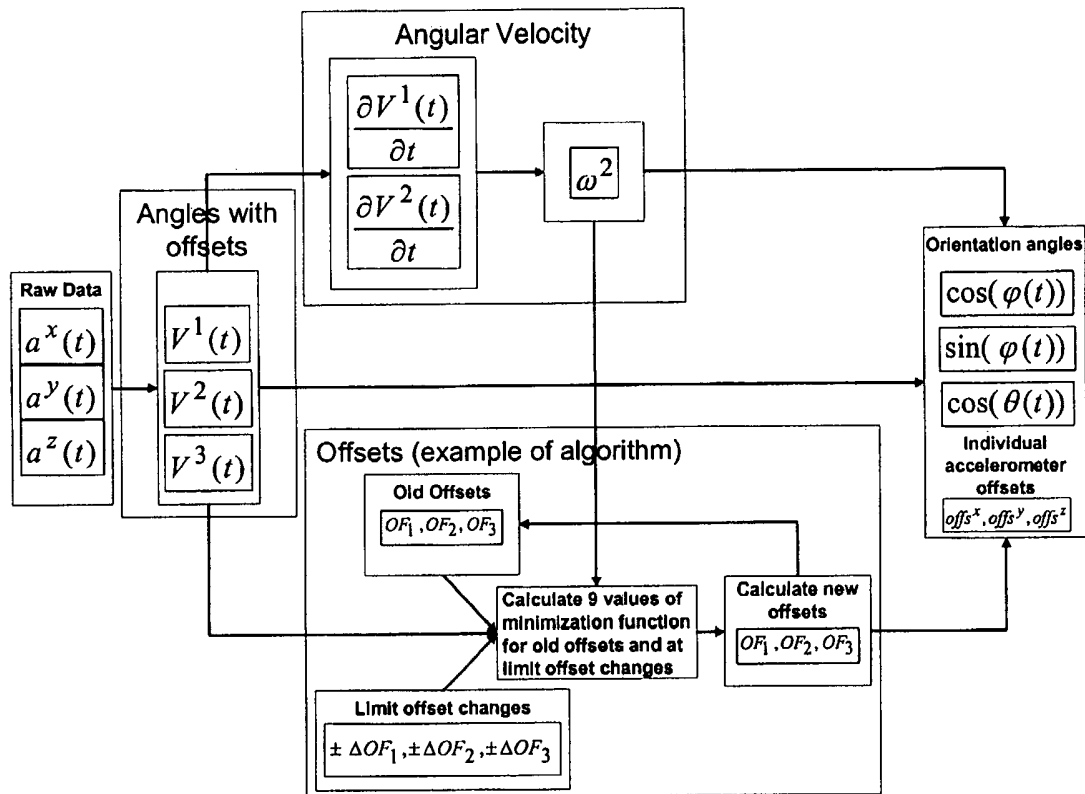 Angular Velocity
∂V¹(t)
∂t
∂V²(t)
∂t
ω²
Angles with
offsets
V¹(t)
V²(t)
V³(t)
Raw Data
aˣ(t)
aʸ(t)
aᶻ(t)
Orientation angles
cos(φ(t))
sin(φ(t))
cos(θ(t))
Individual
accelerometer
offsets
offsˣ,offsʸ,offsᶻ
Offsets (example of algorithm)
Old Offsets
OF₁,OF₂,OF₃
Calculate 9 values of
minimization function
for old offsets and at
limit offset changes
Calculate new
offsets
OF₁,OF₂,OF₃
Limit offset changes
± ΔOF₁,±ΔOF₂,±ΔOF₃